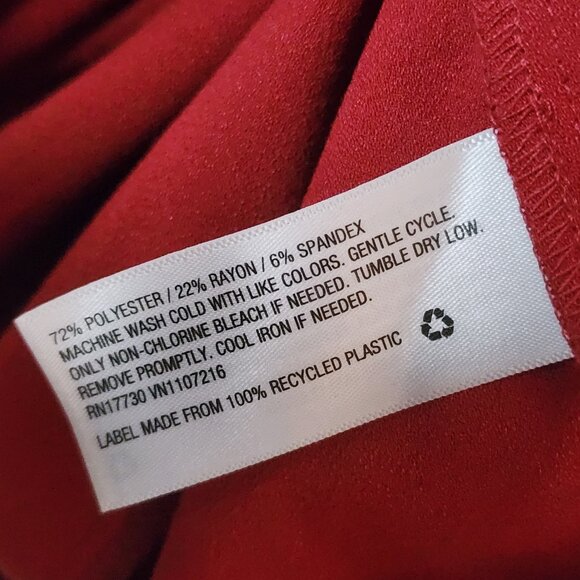 72% POLYESTER / 22% RAYON / 6% SPANDEX
MACHINE WASH COLD WITH LIKE COLORS. GENTLE CYCLE.
ONLY NON-CHLORINE BLEACH IF NEEDED. TUMBLE DRY LOW.
REMOVE PROMPTLY. COOL IRON IF NEEDED.
RN17730 VN1107216
LABEL MADE FROM 100% RECYCLED PLASTIC